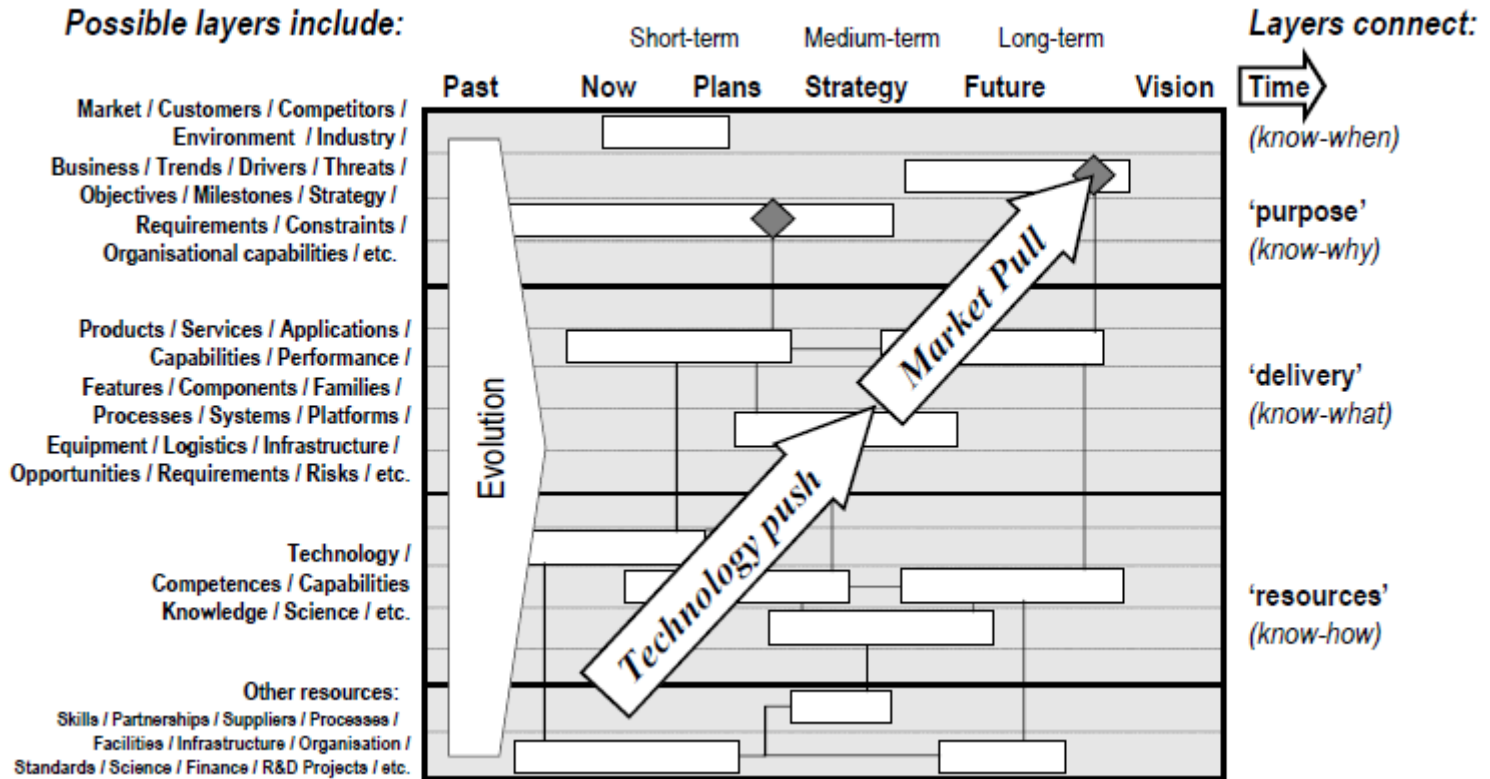 Possible layers include:
Layers connect:
Short-term
Medium-term
Long-term
Past
Now
Plans
Strategy
Future
Vision
Time
(know-when)
Market / Customers / Competitors /
Environment / Industry /
Business / Trends / Drivers / Threats /
Objectives / Milestones / Strategy /
Requirements / Constraints /
Organisational capabilities / etc.
‘purpose’
(know-why)
Products / Services / Applications /
Capabilities / Performance /
Features / Components / Families /
Processes / Systems / Platforms /
Equipment / Logistics / Infrastructure /
Opportunities / Requirements / Risks / etc.
‘delivery’
(know-what)
Evolution
Market Pull
Technology push
Technology /
Competences / Capabilities
Knowledge / Science / etc.
‘resources’
(know-how)
Other resources:
Skills / Partnerships / Suppliers / Processes /
Facilities / Infrastructure / Organisation /
Standards / Science / Finance / R&D Projects / etc.